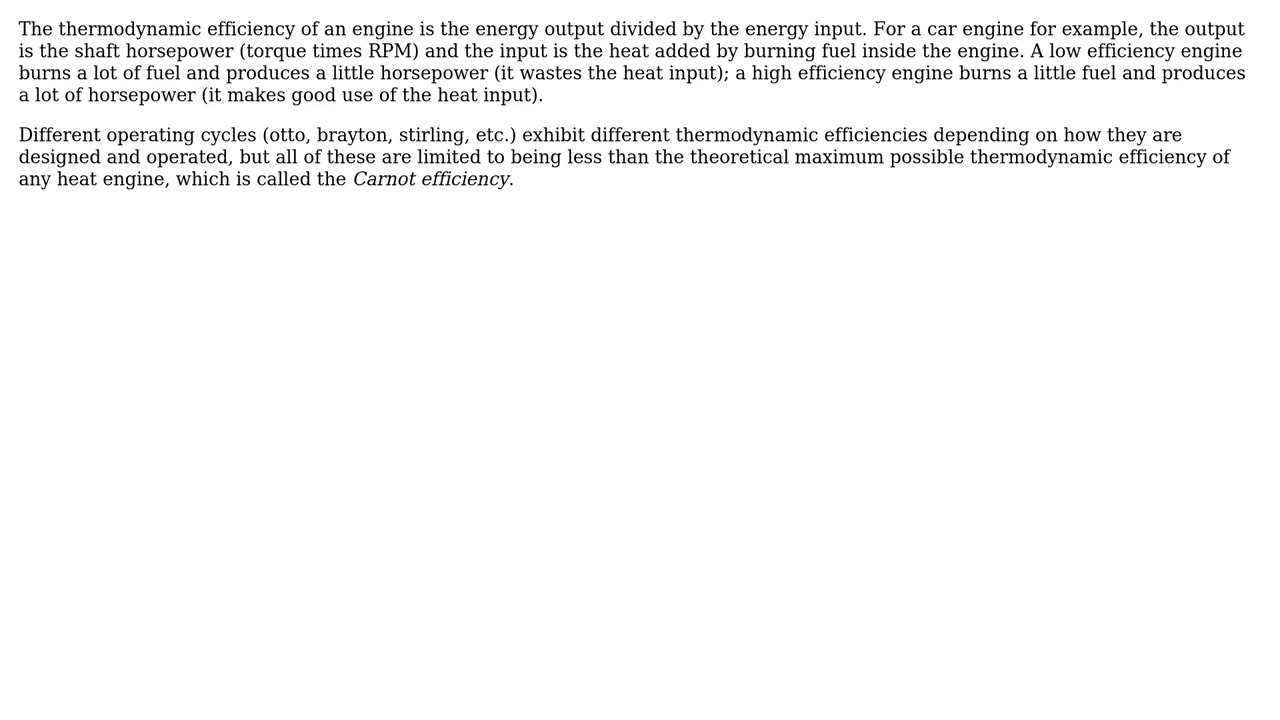 The thermodynamic efficiency of an engine is the energy output divided by the energy input. For a car engine for example, the output
is the shaft horsepower (torque times RPM) and the input is the heat added by burning fuel inside the engine. A low efficiency engine
burns a lot of fuel and produces a little horsepower (it wastes the heat input); a high efficiency engine burns a little fuel and produces
a lot of horsepower (it makes good use of the heat input).
Different operating cycles (otto, brayton, stirling, etc.) exhibit different thermodynamic efficiencies depending on how they are
designed and operated, but all of these are limited to being less than the theoretical maximum possible thermodynamic efficiency of
any heat engine, which is called the Carnot efficiency.